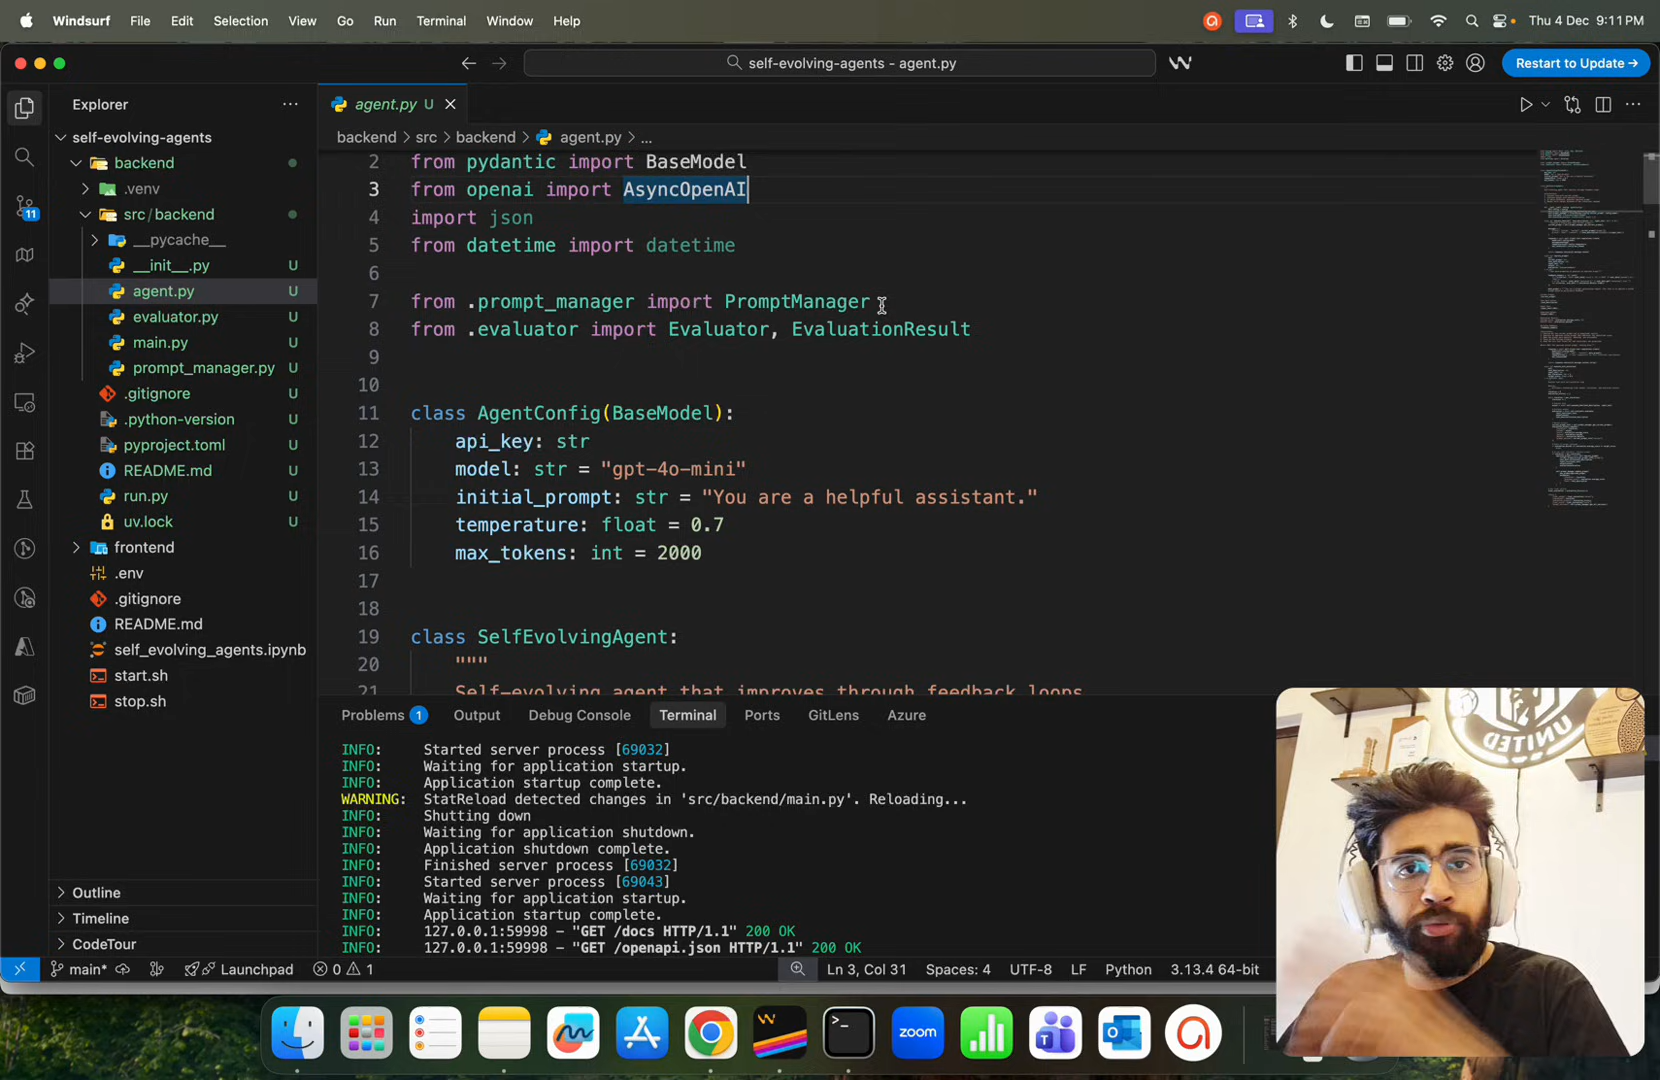 Windsurf File Edit Selection View Go Run Terminal Window Help
Thu 4 Dec 9:11 PM
self-evolving-agents - agent.py
Restart to Update →
Explorer
agent.py U
self-evolving-agents
backend > src > backend > agent.py > ...
backend
.venv
src/backend
__pycache__
__init__.py U
agent.py U
evaluator.py U
main.py U
prompt_manager.py U
.gitignore U
.python-version U
pyproject.toml U
README.md U
run.py U
uv.lock U
frontend
.env
.gitignore
README.md
self_evolving_agents.ipynb
start.sh
stop.sh
Outline
Timeline
CodeTour
11
2 from pydantic import BaseModel
3 from openai import AsyncOpenAI
4 import json
5 from datetime import datetime
6
7 from .prompt_manager import PromptManager
8 from .evaluator import Evaluator, EvaluationResult
9
10
11 class AgentConfig(BaseModel):
12 api_key: str
13 model: str = "gpt-4o-mini"
14 initial_prompt: str = "You are a helpful assistant."
15 temperature: float = 0.7
16 max_tokens: int = 2000
17
18
19 class SelfEvolvingAgent:
20 """
21 Self-evolving agent that improves through feedback loops
Problems 1 Output Debug Console Terminal Ports GitLens Azure
INFO: Started server process [69032]
INFO: Waiting for application startup.
INFO: Application startup complete.
WARNING: StatReload detected changes in 'src/backend/main.py'. Reloading...
INFO: Shutting down
INFO: Waiting for application shutdown.
INFO: Application shutdown complete.
INFO: Finished server process [69032]
INFO: Started server process [69043]
INFO: Waiting for application startup.
INFO: Application startup complete.
INFO: 127.0.0.1:59998 - "GET /docs HTTP/1.1" 200 OK
INFO: 127.0.0.1:59998 - "GET /openapi.json HTTP/1.1" 200 OK
UNITED
main* Launchpad 0 1 Ln 3, Col 31 Spaces: 4 UTF-8 LF Python 3.13.4 64-bit
zoom